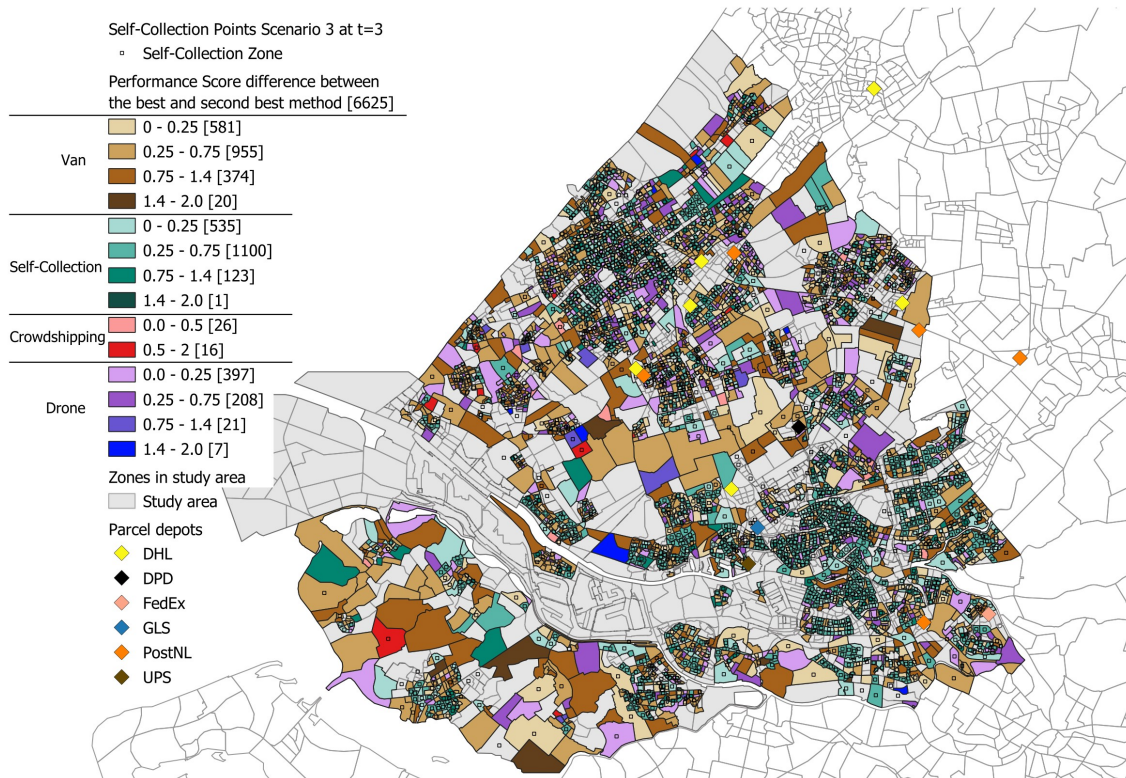 Self-Collection Points Scenario 3 at t=3
Self-Collection Zone
Performance Score difference between
the best and second best method [6625]
Van
0 - 0.25 [581]
0.25 - 0.75 [955]
0.75 - 1.4 [374]
1.4 - 2.0 [20]
Self-Collection
0 - 0.25 [535]
0.25 - 0.75 [1100]
0.75 - 1.4 [123]
1.4 - 2.0 [1]
Crowdshipping
0.0 - 0.5 [26]
0.5 - 2 [16]
Drone
0.0 - 0.25 [397]
0.25 - 0.75 [208]
0.75 - 1.4 [21]
1.4 - 2.0 [7]
Zones in study area
Study area
Parcel depots
DHL
DPD
FedEx
GLS
PostNL
UPS